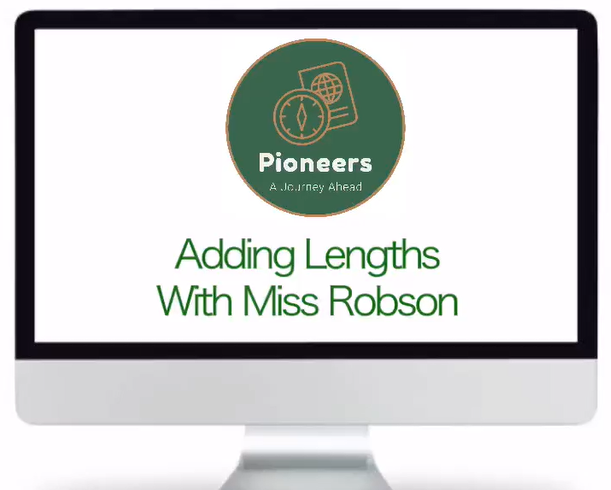 Pioneers
A Journey Ahead
Adding Lengths
With Miss Robson